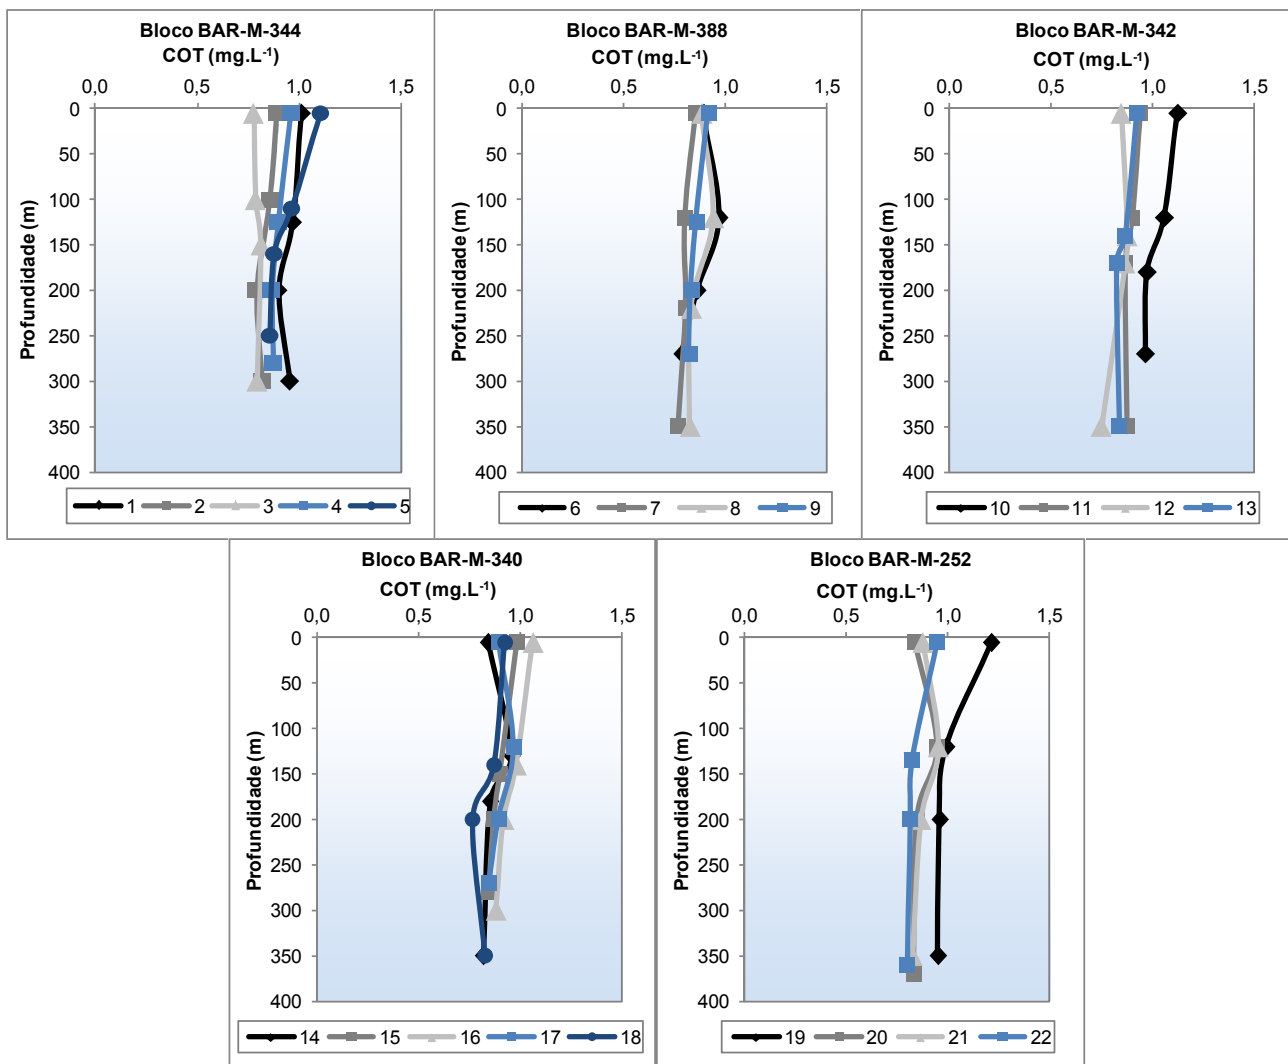 Bloco BAR-M-344
COT (mg.L⁻¹)
0,0 0,5 1,0 1,5
Profundidade (m)
0
50
100
150
200
250
300
350
400
1 2 3 4 5
Bloco BAR-M-388
COT (mg.L⁻¹)
0,0 0,5 1,0 1,5
Profundidade (m)
0
50
100
150
200
250
300
350
400
6 7 8 9
Bloco BAR-M-342
COT (mg.L⁻¹)
0,0 0,5 1,0 1,5
Profundidade (m)
0
50
100
150
200
250
300
350
400
10 11 12 13
Bloco BAR-M-340
COT (mg.L⁻¹)
0,0 0,5 1,0 1,5
Profundidade (m)
0
50
100
150
200
250
300
350
400
14 15 16 17 18
Bloco BAR-M-252
COT (mg.L⁻¹)
0,0 0,5 1,0 1,5
Profundidade (m)
0
50
100
150
200
250
300
350
400
19 20 21 22